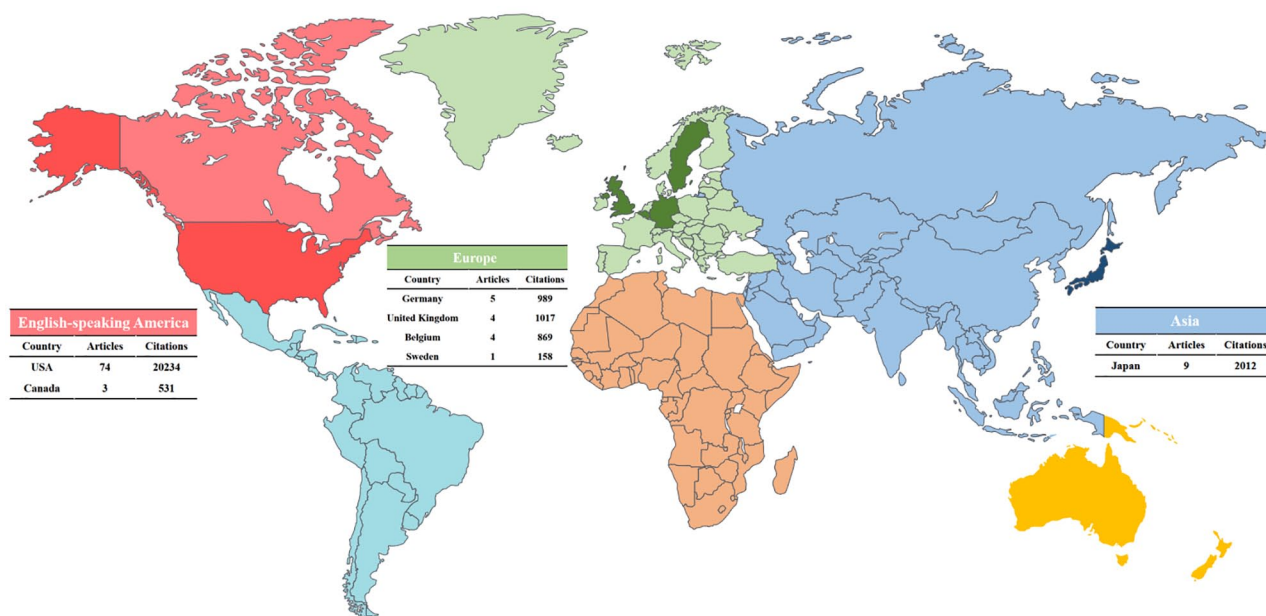 Europe
Country Articles Citations
Germany 5 989
United Kingdom 4 1017
Belgium 4 869
Sweden 1 158
English-speaking America
Country Articles Citations
USA 74 20234
Canada 3 531
Asia
Country Articles Citations
Japan 9 2012